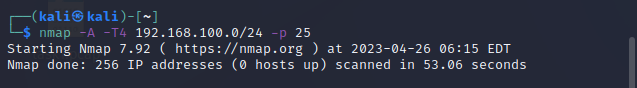 ┌──(kali㉿kali)-[~]
└─$ nmap -A -T4 192.168.100.0/24 -p 25
Starting Nmap 7.92 ( https://nmap.org ) at 2023-04-26 06:15 EDT
Nmap done: 256 IP addresses (0 hosts up) scanned in 53.06 seconds